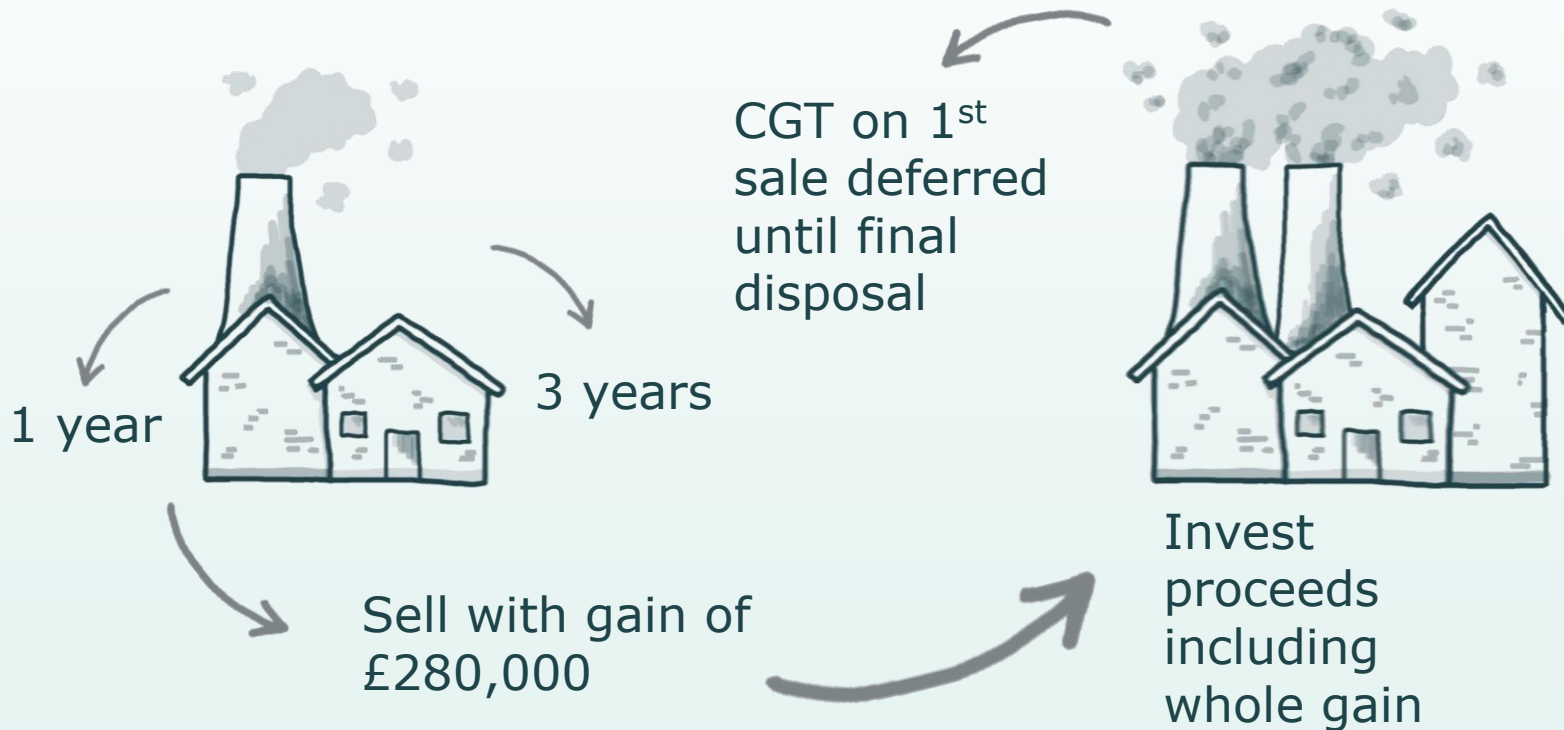 1 year
3 years
Sell with gain of
£280,000
CGT on 1st
sale deferred
until final
disposal
Invest
proceeds
including
whole gain